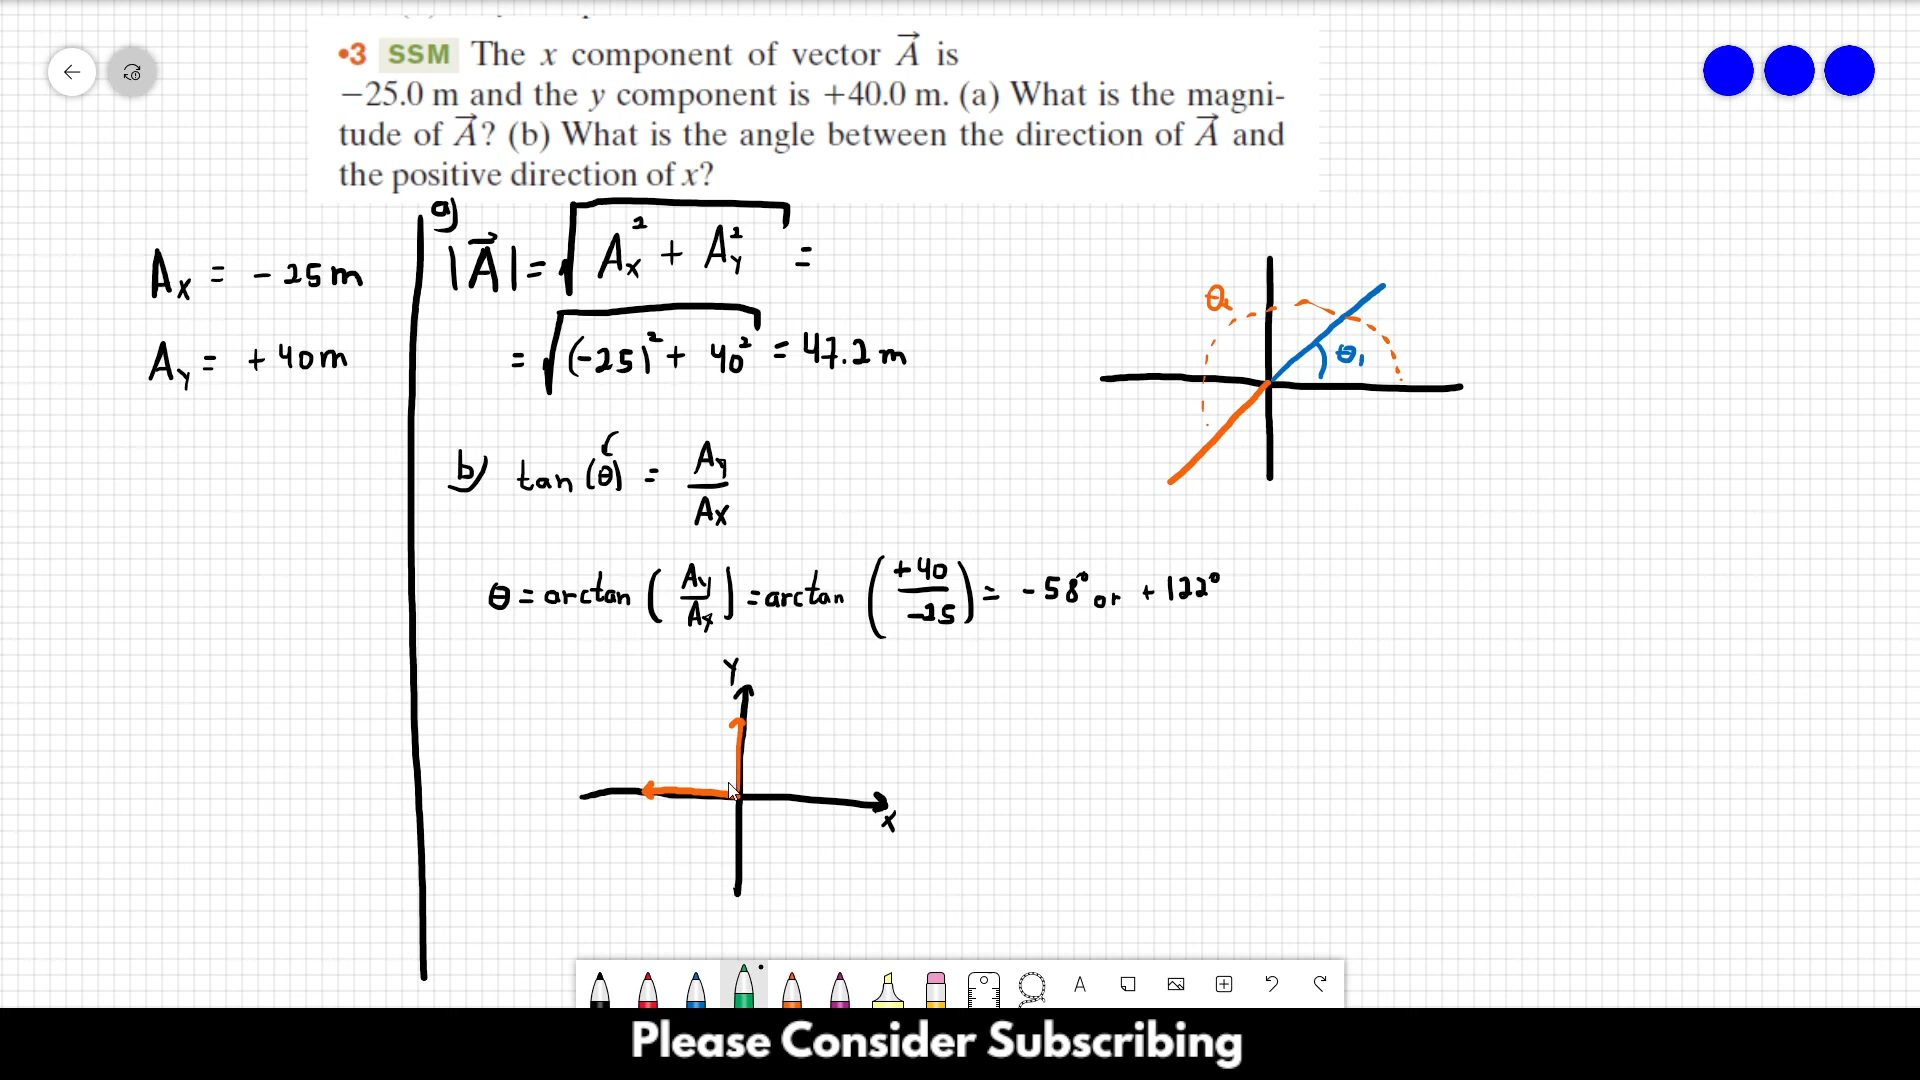 •3 SSM The x component of vector A⃗ is
−25.0 m and the y component is +40.0 m. (a) What is the magni-
tude of A⃗? (b) What is the angle between the direction of A⃗ and
the positive direction of x?
Ax = - 25m
Ay = + 40m
a)
|A⃗| = √(Ax² + Ay²) =
= √((-25)² + 40²) = 47.2 m
b) tan (θ) = Ay/Ax
θ = arctan (Ay/Ax) = arctan (+40/-25) = -58° or + 122°
θ₂
θ₁
Y
X
A
Please Consider Subscribing